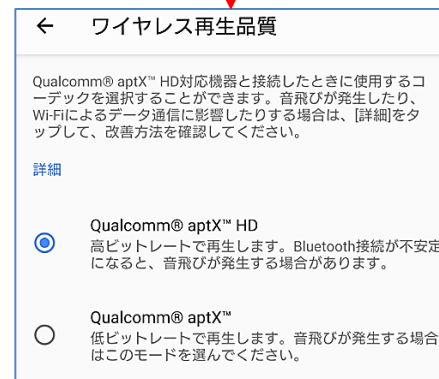 ← ワイヤレス再生品質
Qualcomm® aptX™ HD対応機器と接続したときに使用するコ
ーデックを選択することができます。音飛びが発生したり、
Wi-Fiによるデータ通信に影響したりする場合は、[詳細]をタ
ップして、改善方法を確認してください。
詳細
Qualcomm® aptX™ HD
高ビットレートで再生します。Bluetooth接続が不安定
になると、音飛びが発生する場合があります。
Qualcomm® aptX™
低ビットレートで再生します。音飛びが発生する場合
はこのモードを選んでください。